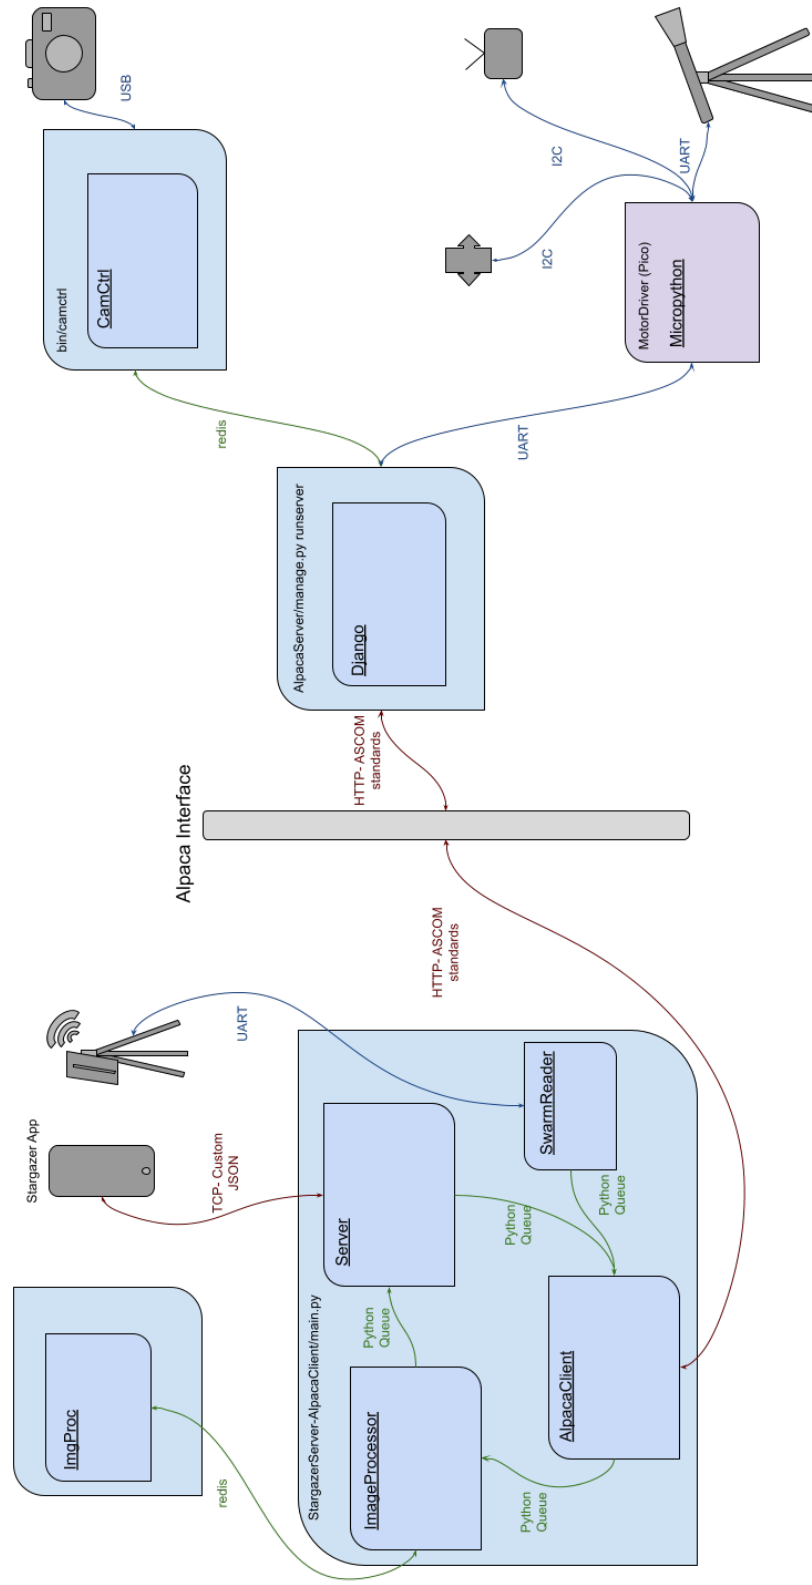 ImgProc
redis
Stargazer App
TCP- Custom
JSON
UART
StargazerServer-AlpacaClient/main.py
ImageProcessor
Python
Queue
Server
Python
Queue
Python
Queue
AlpacaClient
Python
Queue
SwarmReader
HTTP- ASCOM
standards
Alpaca Interface
HTTP- ASCOM
standards
AlpacaServer/manage.py runserver
Django
redis
bin/camctrl
CamCtrl
USB
UART
MotorDriver (Pico)
Micropython
I2C
I2C
UART